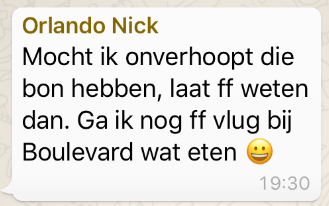 Orlando Nick
Mocht ik onverhoopt die
bon hebben, laat ff weten
dan. Ga ik nog ff vlug bij
Boulevard wat eten 😀
19:30